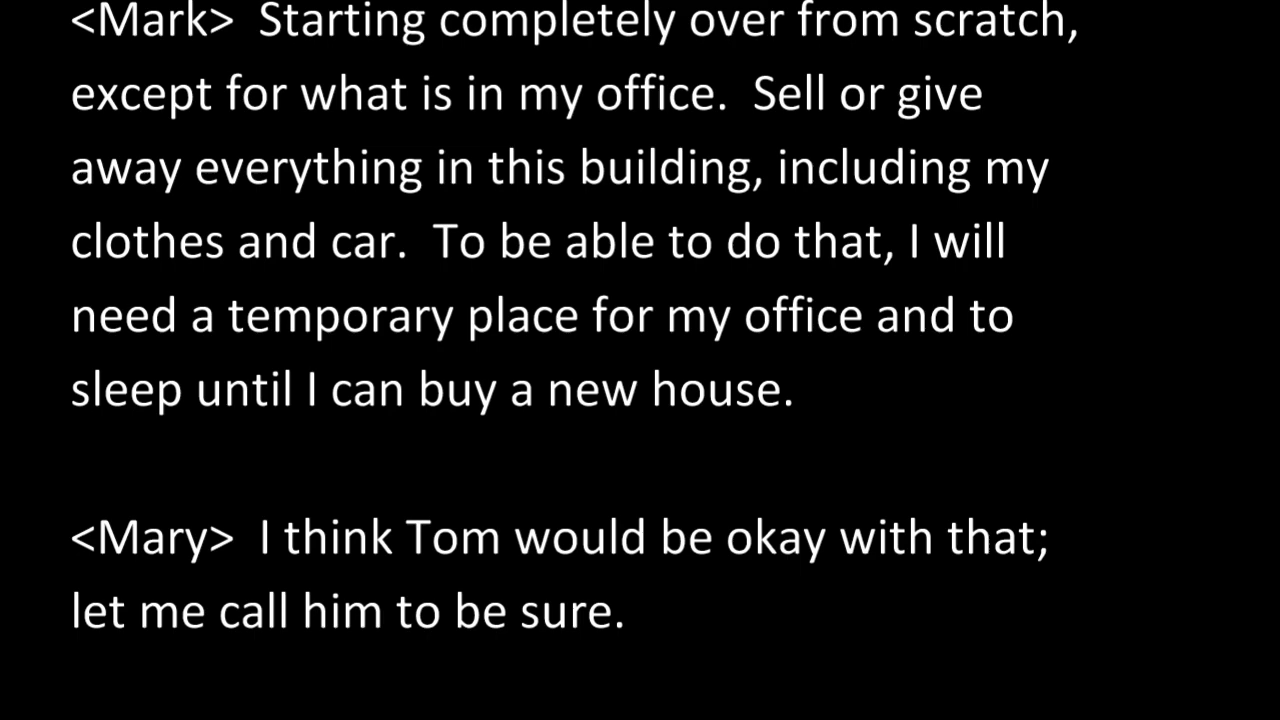 <Mark>  Starting completely over from scratch,
except for what is in my office.  Sell or give
away everything in this building, including my
clothes and car.  To be able to do that, I will
need a temporary place for my office and to
sleep until I can buy a new house.
<Mary>  I think Tom would be okay with that;
let me call him to be sure.